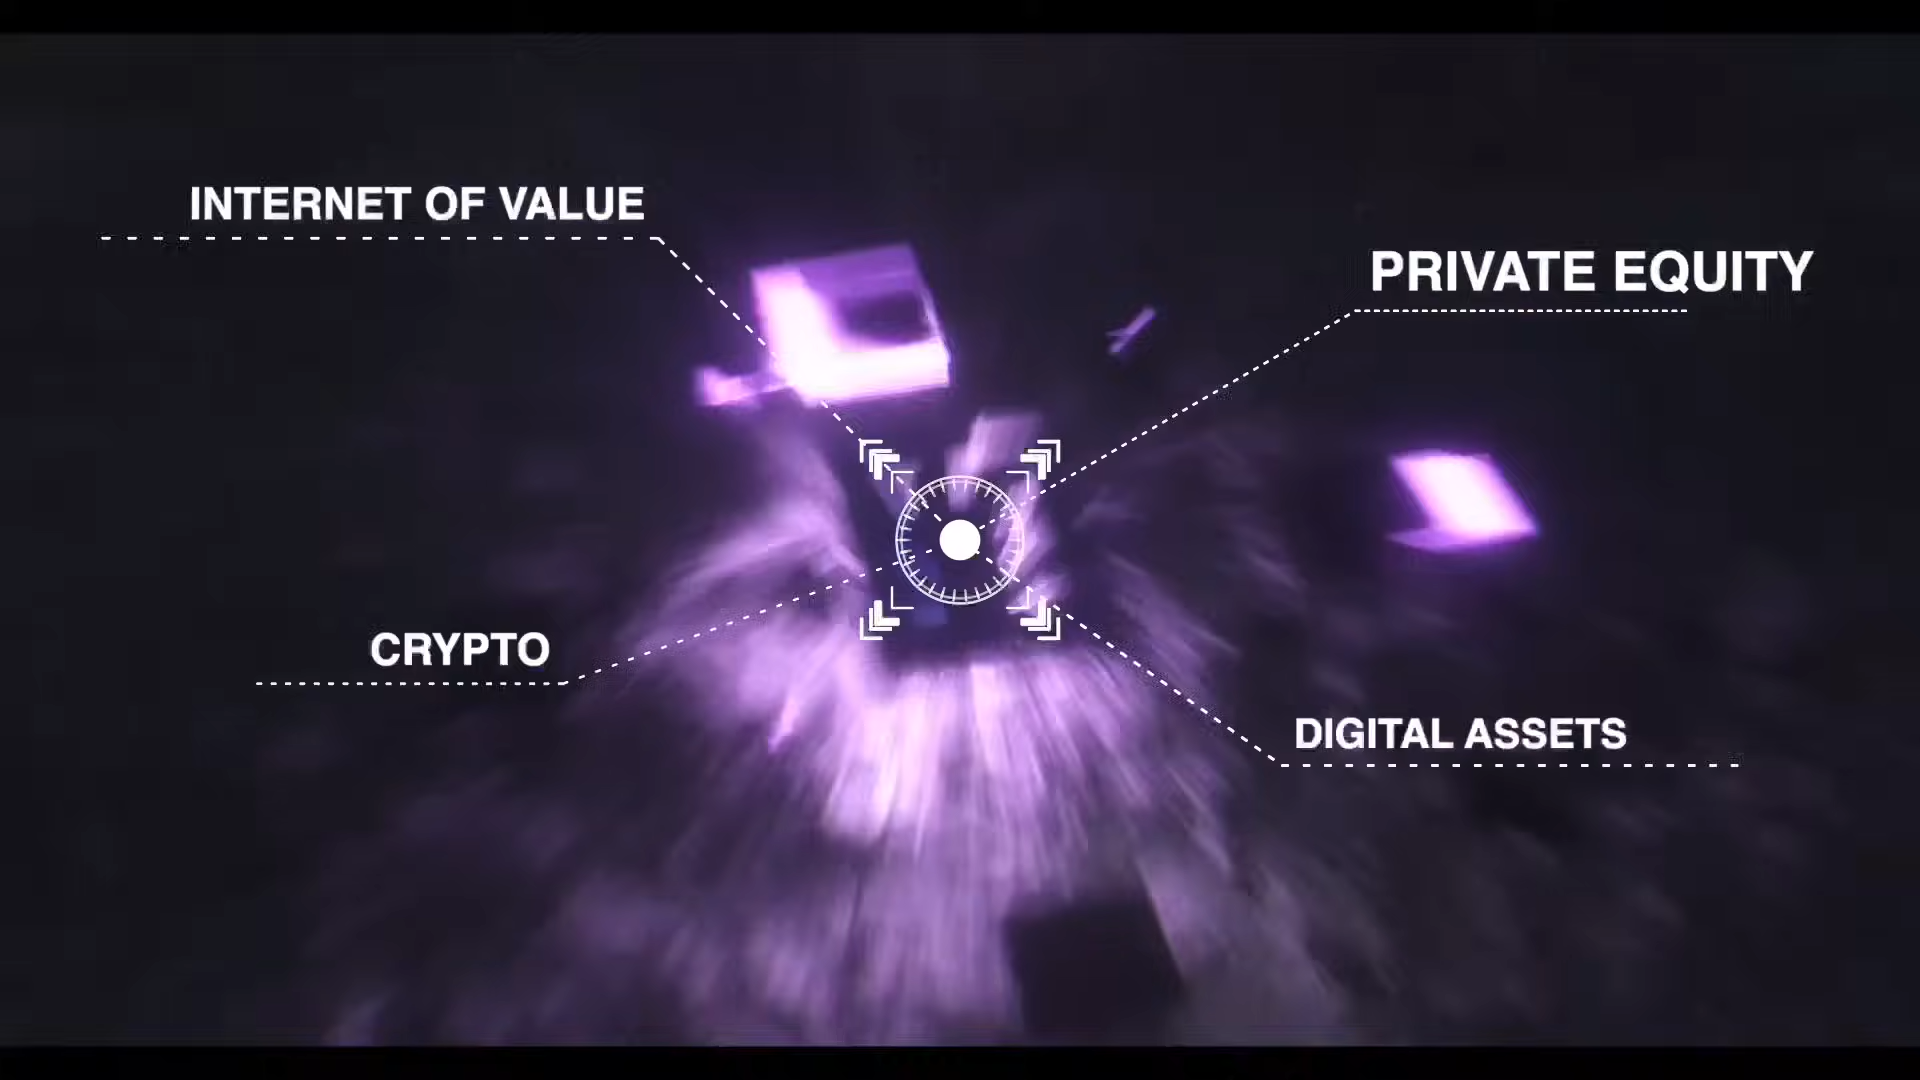 INTERNET OF VALUE
PRIVATE EQUITY
CRYPTO
DIGITAL ASSETS